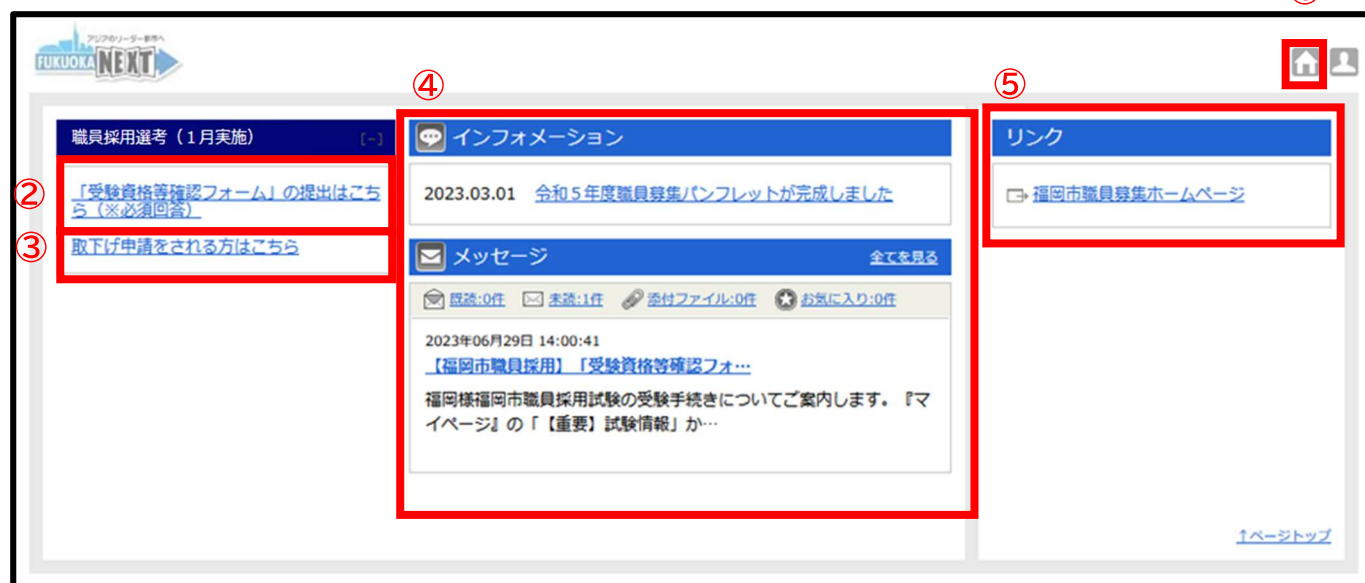 アジアのリーダー都市へ
FUKUOKA NEXT
④
⑤
職員採用選考（１月実施） [-]
②
「受験資格等確認フォーム」の提出はこち
ら（※必須回答）
③
取下げ申請をされる方はこちら
インフォメーション
2023.03.01 令和５年度職員募集パンフレットが完成しました
メッセージ 全てを見る
既読:0件 未読:1件 添付ファイル:0件 お気に入り:0件
2023年06月29日 14:00:41
【福岡市職員採用】「受験資格等確認フォ…
福岡様福岡市職員採用試験の受験手続きについてご案内します。『マ
イページ』の「【重要】試験情報」か…
リンク
福岡市職員募集ホームページ
↑ページトップ